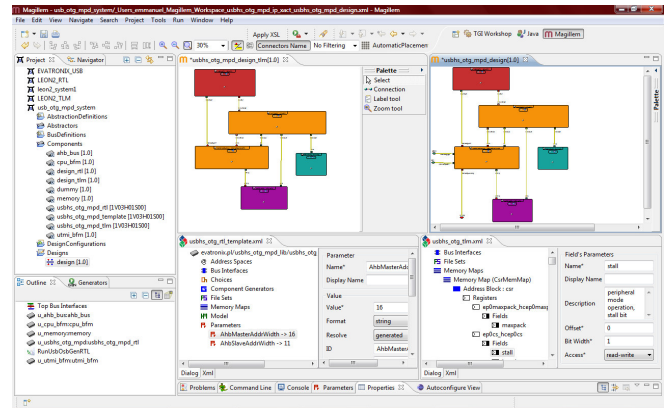 Magillem - usb_otg_mpd_system/_Users_emmanuel_Magillem_Workspace_usbhs_otg_mpd_ip_xact_usbhs_otg_mpd_design.xml - Magillem
File Edit View Navigate Search Project TTools Run Window Help
Apply XSL
TGI Workshop Java Magillem
30% Connectors Name No Filtering AutomaticPlacement
Project Navigator
EVATRONIX_USB
LEON2_RTL
leon2_system1
LEON2_TLM
usb_otg_mpd_system
AbstractionDefinitions
Abstractors
BusDefinitions
Components
ahb_bus [1.0]
cpu_bfm [1.0]
design_rtl [1.0]
design_tlm [1.0]
dummy [1.0]
memory [1.0]
usbhs_otg_mpd_rtl [1V03H01S00]
usbhs_otg_mpd_template [1V03H01S00]
usbhs_otg_mpd_tlm [1V03H01S00]
utmi_bfm [1.0]
DesignConfigurations
Designs
design [1.0]
Outline Generators
Top Bus Interfaces
u_ahb_bus:ahb_bus
u_cpu_bfm:cpu_bfm
u_memory:memory
u_usbhs_otg_mpd:usbhs_otg_mpd_rtl
RunUsbOsbGenRTL
u_utmi_bfm:utmi_bfm
*usbhs_otg_mpd_design_tlm[1.0]
Palette
Select
Connection
Label tool
Zoom tool
*usbhs_otg_mpd_design[1.0]
Palette
usbhs_otg_rtl_template.xml
evatronix.pl/usbhs_otg_mpd_lib/usbhs_otg
Address Spaces
Bus Interfaces
Choices
Component Generators
File Sets
Memory Maps
Model
Parameters
AhbMasterAddrWidth -> 16
AhbSlaveAddrWidth -> 11
Parameter
Name* AhbMasterAdd
Display Name
Value
Value* 16
Format string
Resolve generated
ID AhbMaster
Dialog Xml
usbhs_otg_tlm.xml
Bus Interfaces
File Sets
Memory Maps
Memory Map (CsrMemMap)
Address Block : csr
Registers
ep0maxpack_hcep0max
Fields
maxpack
ep0cs_hcep0cs
Fields
stall
Field's Parameters
Name* stall
Display Name
Description peripheral
mode
operation,
stall bit
Offset* 0
Bit Width* 1
Access* read-write
Dialog Xml
Problems Command Line Console Parameters Properties Autoconfigure View